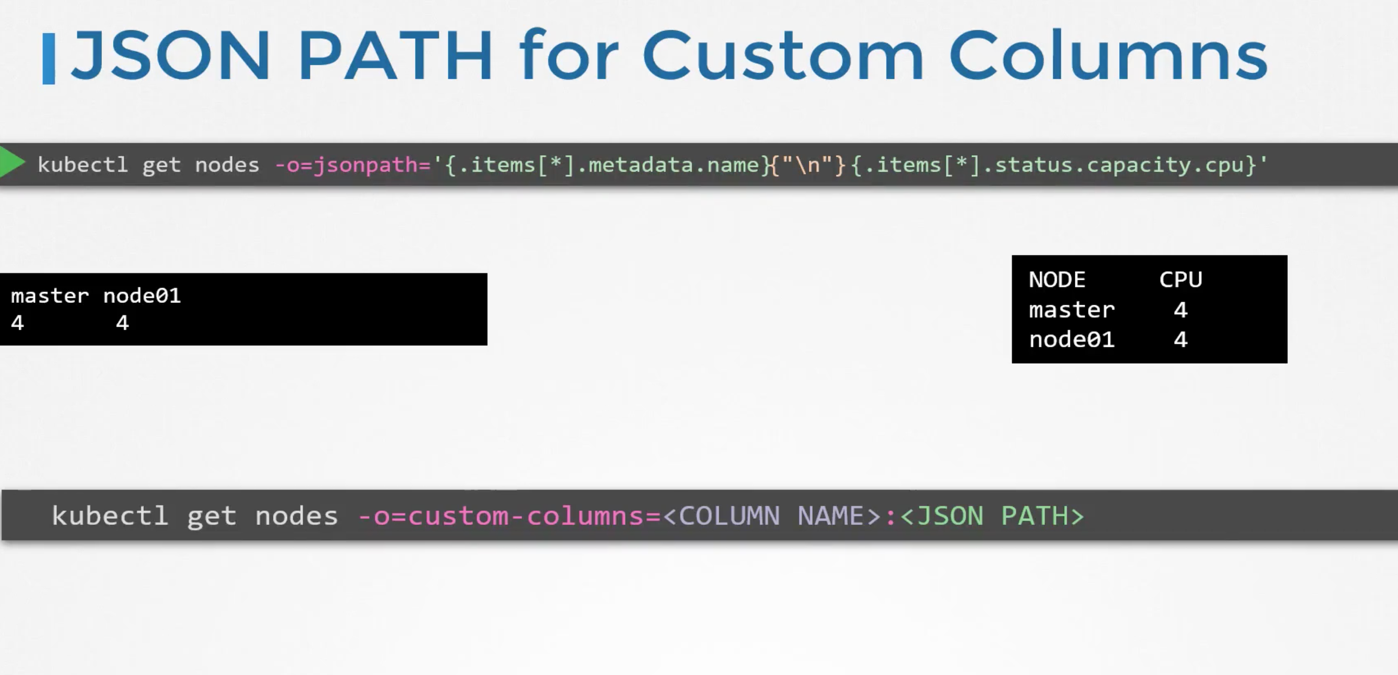 JSON PATH for Custom Columns
kubectl get nodes -o=jsonpath='{.items[*].metadata.name}{"\n"}{.items[*].status.capacity.cpu}'
master node01
4 4
NODE CPU
master 4
node01 4
kubectl get nodes -o=custom-columns=<COLUMN NAME>:<JSON PATH>